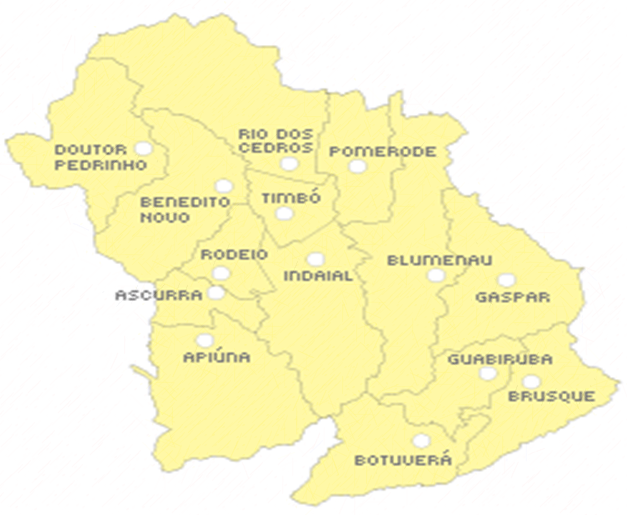 RIO DOS
CEDROS
DOUTOR
PEDRINHO
POMERODE
BENEDITO
NOVO
TIMBÓ
RODEIO
INDAIAL
BLUMENAU
ASCURRA
GASPAR
APIÚNA
GUABIRUBA
BRUSQUE
BOTUVERÁ